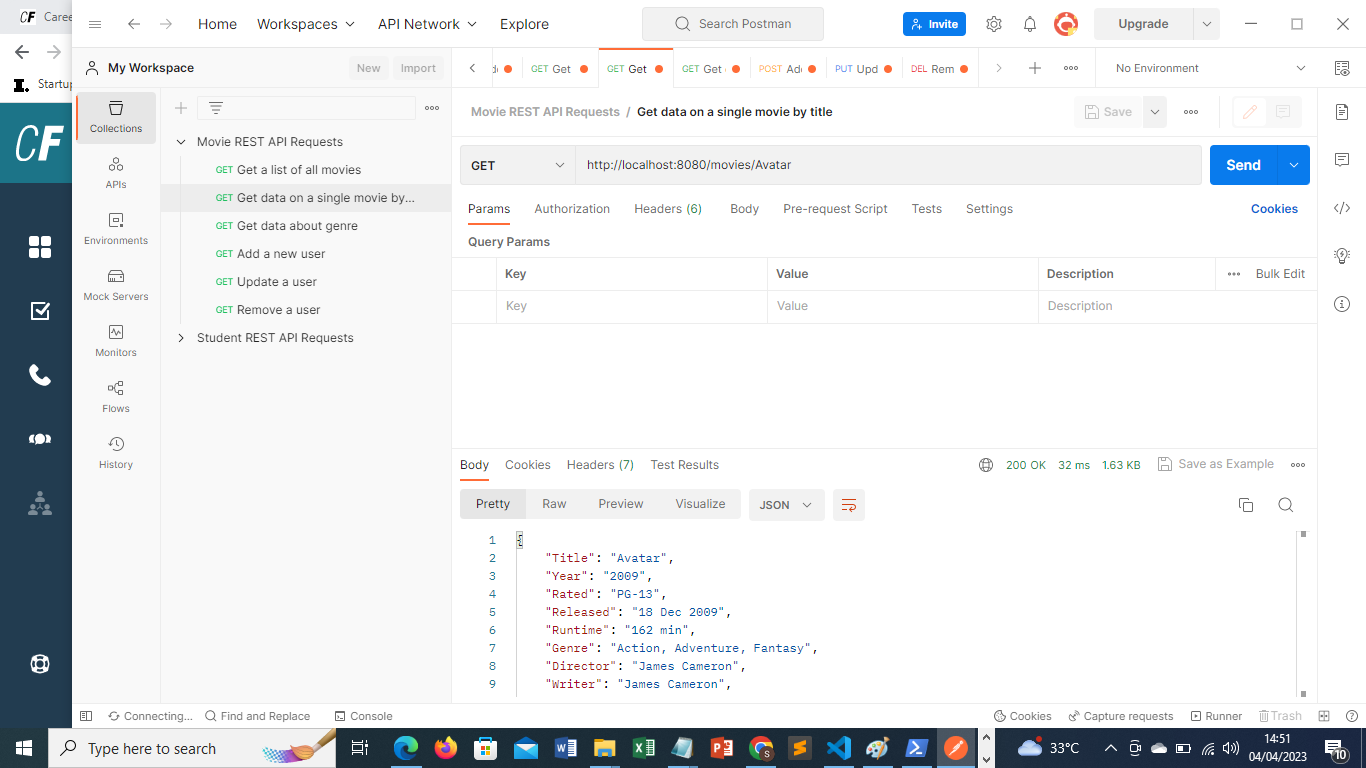 CF Caree
Startup
CF
Home Workspaces API Network Explore
Search Postman
Invite
Upgrade
My Workspace
New Import
Collections
APIs
Environments
Mock Servers
Monitors
Flows
History
Movie REST API Requests
GET Get a list of all movies
GET Get data on a single movie by...
GET Get data about genre
GET Add a new user
GET Update a user
GET Remove a user
Student REST API Requests
GET Get GET Get GET Get POST Ad PUT Upd DEL Rem
No Environment
Movie REST API Requests / Get data on a single movie by title
Save
GET http://localhost:8080/movies/Avatar
Send
Params Authorization Headers (6) Body Pre-request Script Tests Settings
Cookies
Query Params
Key Value Description
Bulk Edit
Key Value Description
Body Cookies Headers (7) Test Results
200 OK 32 ms 1.63 KB Save as Example
Pretty Raw Preview Visualize JSON
1 {
2 "Title": "Avatar",
3 "Year": "2009",
4 "Rated": "PG-13",
5 "Released": "18 Dec 2009",
6 "Runtime": "162 min",
7 "Genre": "Action, Adventure, Fantasy",
8 "Director": "James Cameron",
9 "Writer": "James Cameron",
Connecting... Find and Replace Console
Cookies Capture requests Runner Trash
Type here to search
33°C
14:51
04/04/2023
10